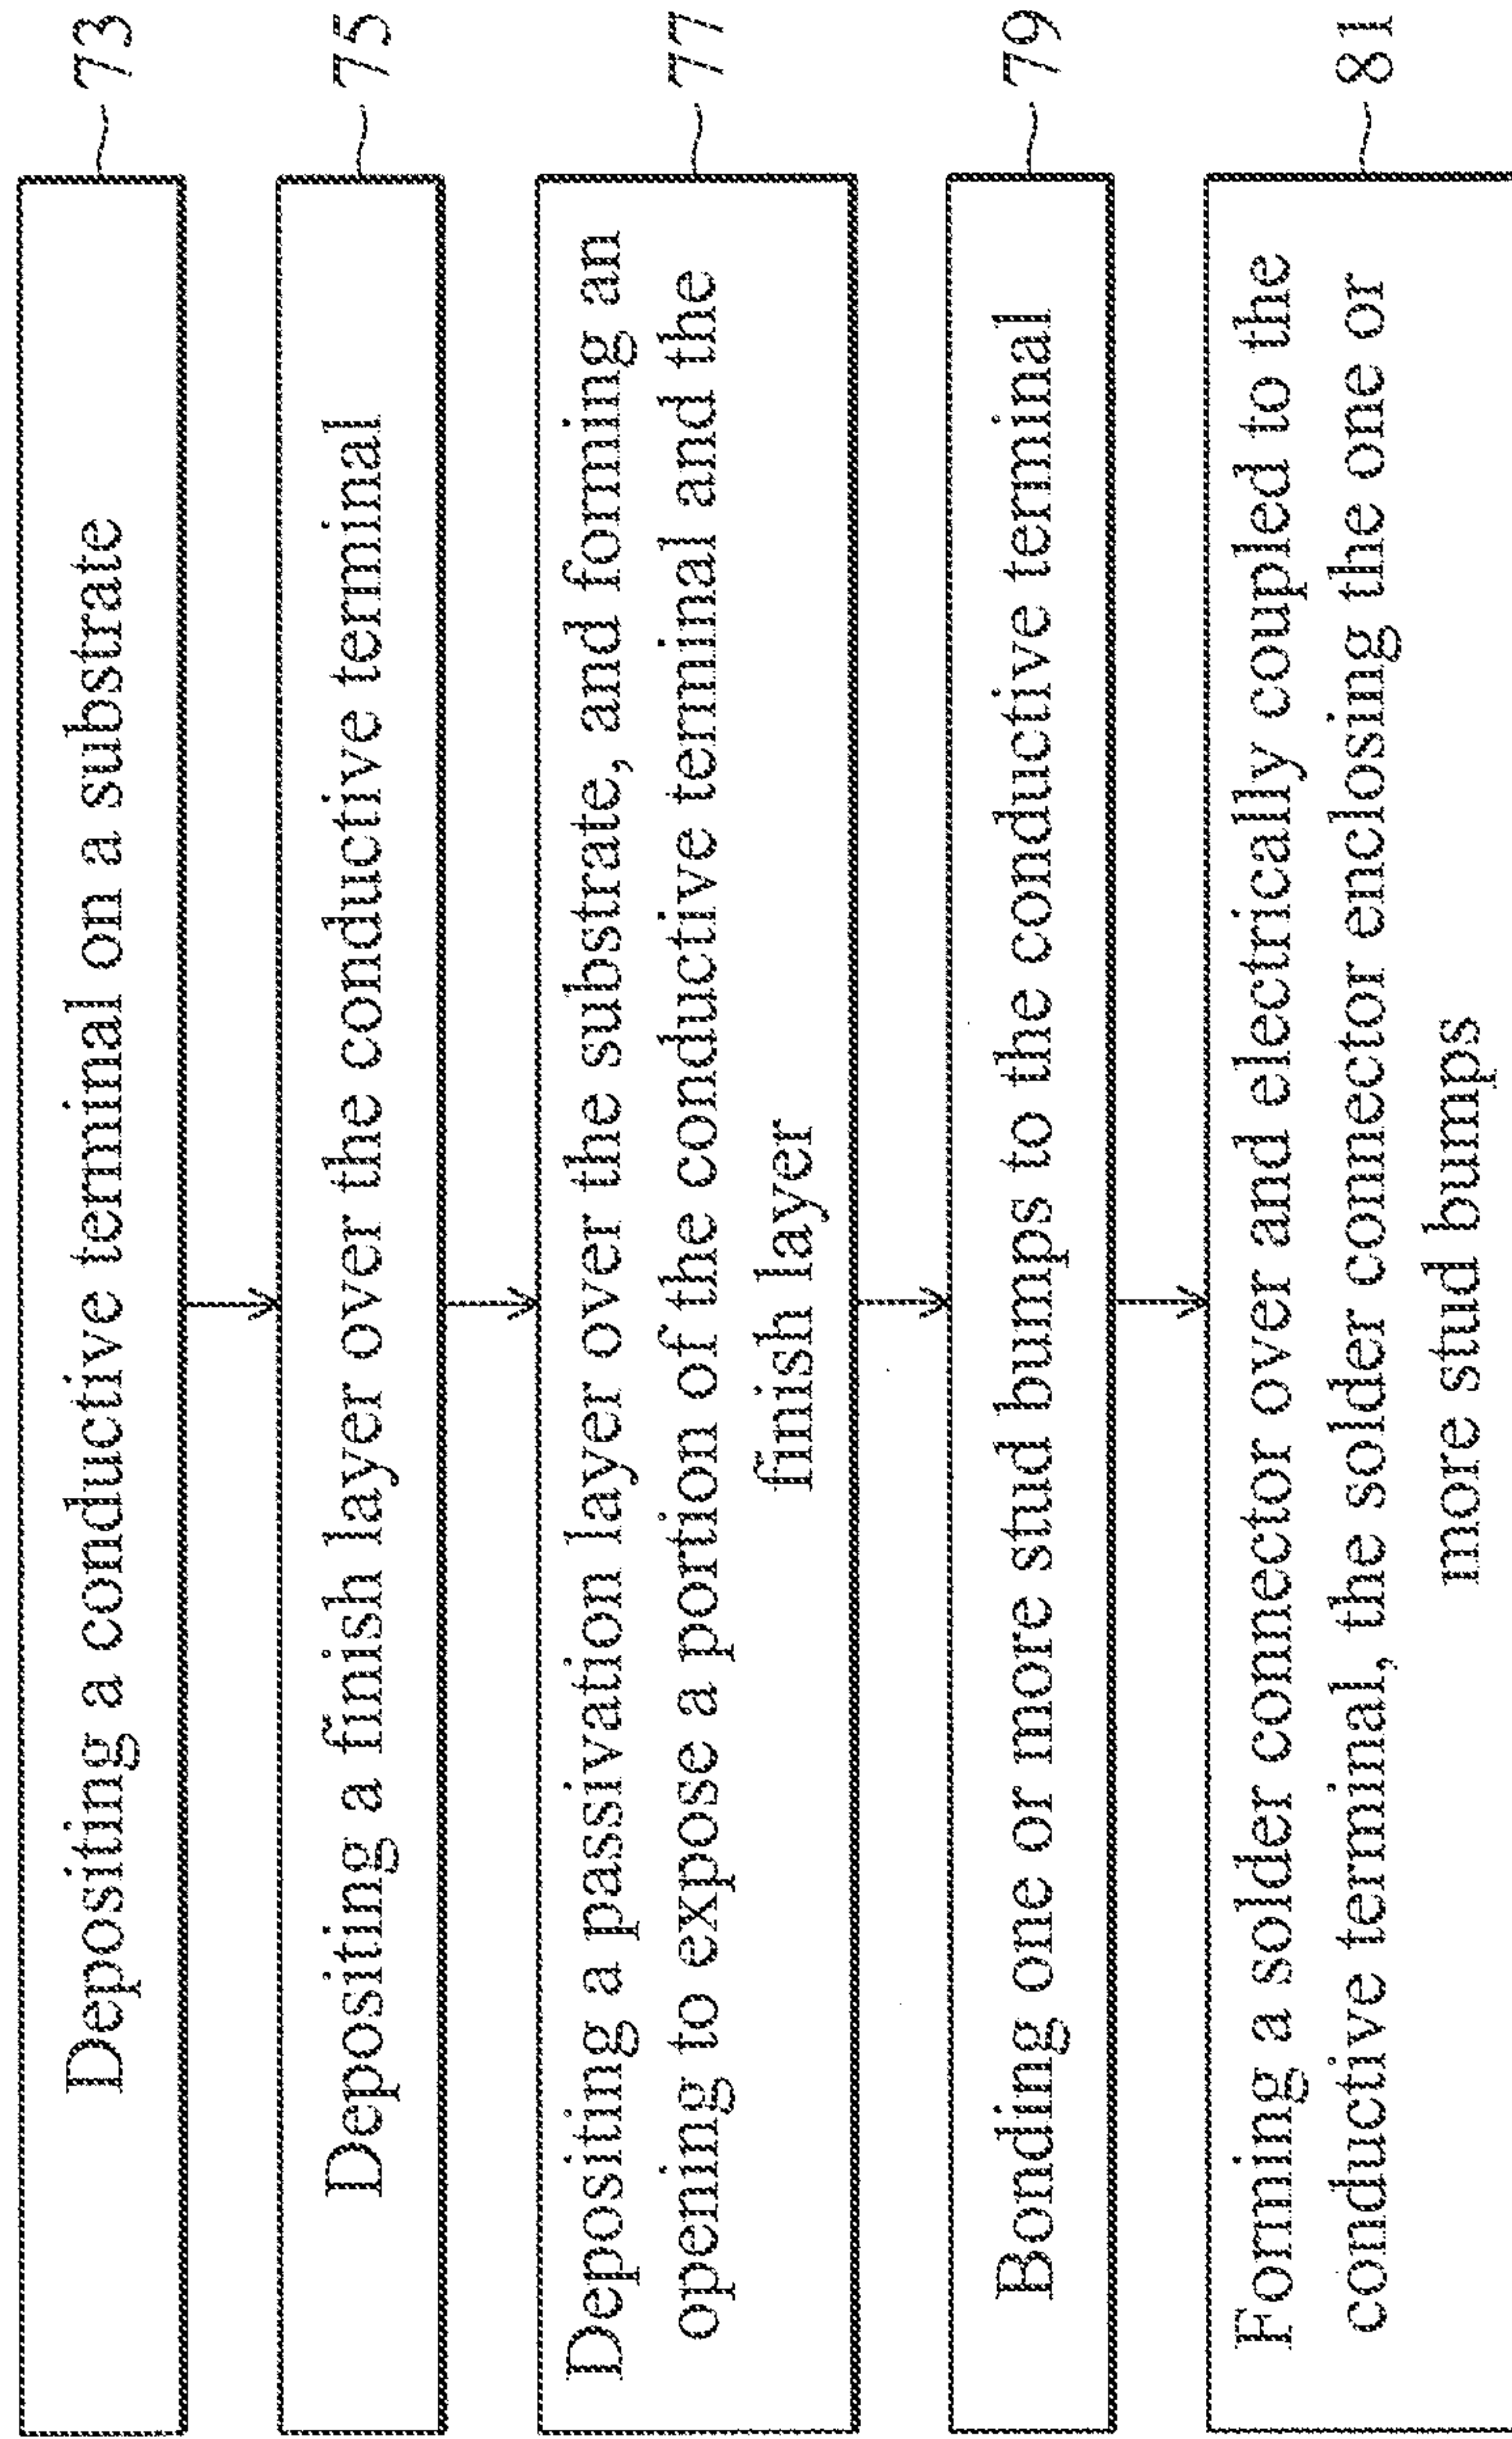 Depositing a conductive terminal on a substrate
73
Depositing a finish layer over the conductive terminal
75
Depositing a passivation layer over the substrate, and forming an
opening to expose a portion of the conductive terminal and the
finish layer
77
Bonding one or more stud bumps to the conductive terminal
79
Forming a solder connector over and electrically coupled to the
conductive terminal, the solder connector enclosing the one or
more stud bumps
81